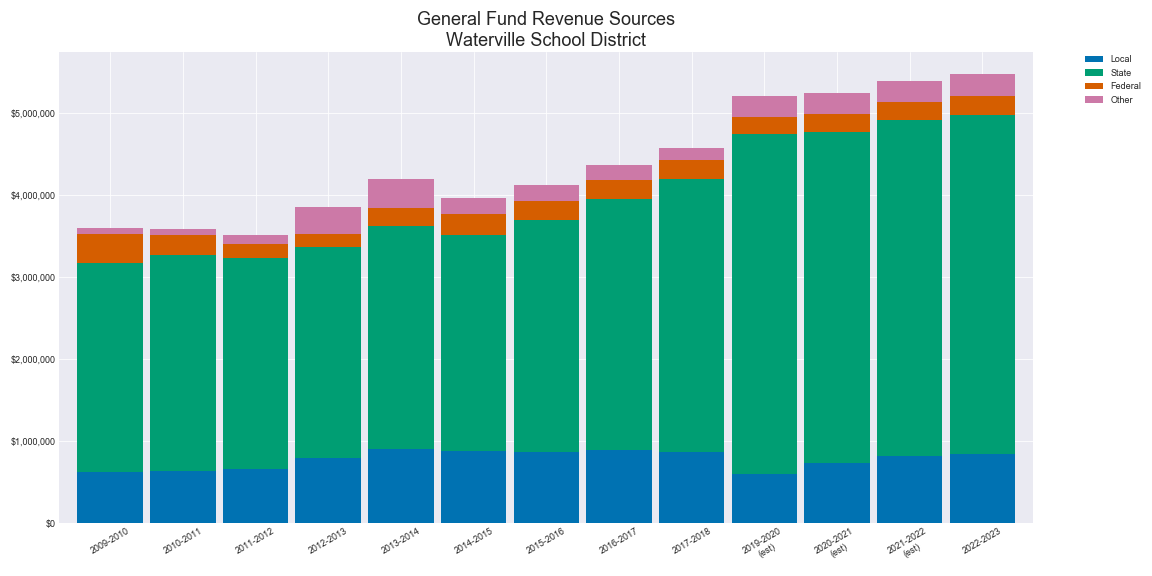 General Fund Revenue Sources
Waterville School District
Local
State
Federal
Other
$5,000,000
$4,000,000
$3,000,000
$2,000,000
$1,000,000
$0
2009-2010
2010-2011
2011-2012
2012-2013
2013-2014
2014-2015
2015-2016
2016-2017
2017-2018
2019-2020
(est)
2020-2021
(est)
2021-2022
(est)
2022-2023